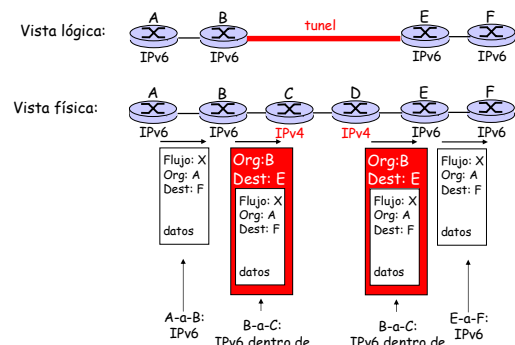 Vista lógica:
A B tunel E F
IPv6 IPv6 IPv6 IPv6
Vista física:
A B C D E F
IPv6 IPv6 IPv4 IPv4 IPv6 IPv6
Flujo: X
Org: A
Dest: F
datos
Org:B
Dest: E
Flujo: X
Org: A
Dest: F
datos
Org:B
Dest: E
Flujo: X
Org: A
Dest: F
datos
Flujo: X
Org: A
Dest: F
datos
A-a-B:
IPv6
B-a-C:
IPv6 dentro de
B-a-C:
IPv6 dentro de
E-a-F:
IPv6